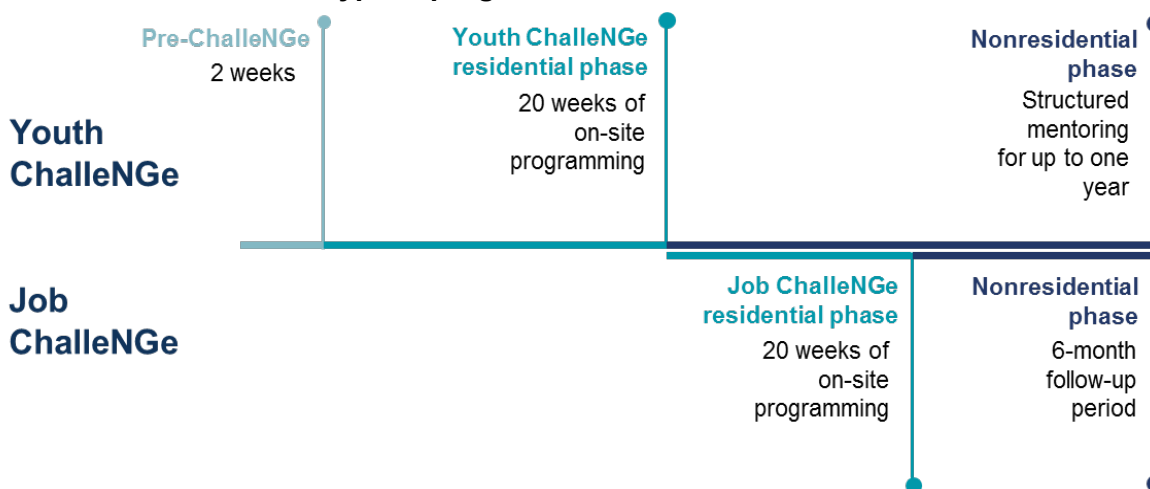 Pre-ChalleNGe
2 weeks
Youth ChalleNGe
residential phase
20 weeks of
on-site
programming
Nonresidential
phase
Structured
mentoring
for up to one
year
Youth
ChalleNGe
Job
ChalleNGe
Job ChalleNGe
residential phase
20 weeks of
on-site
programming
Nonresidential
phase
6-month
follow-up
period